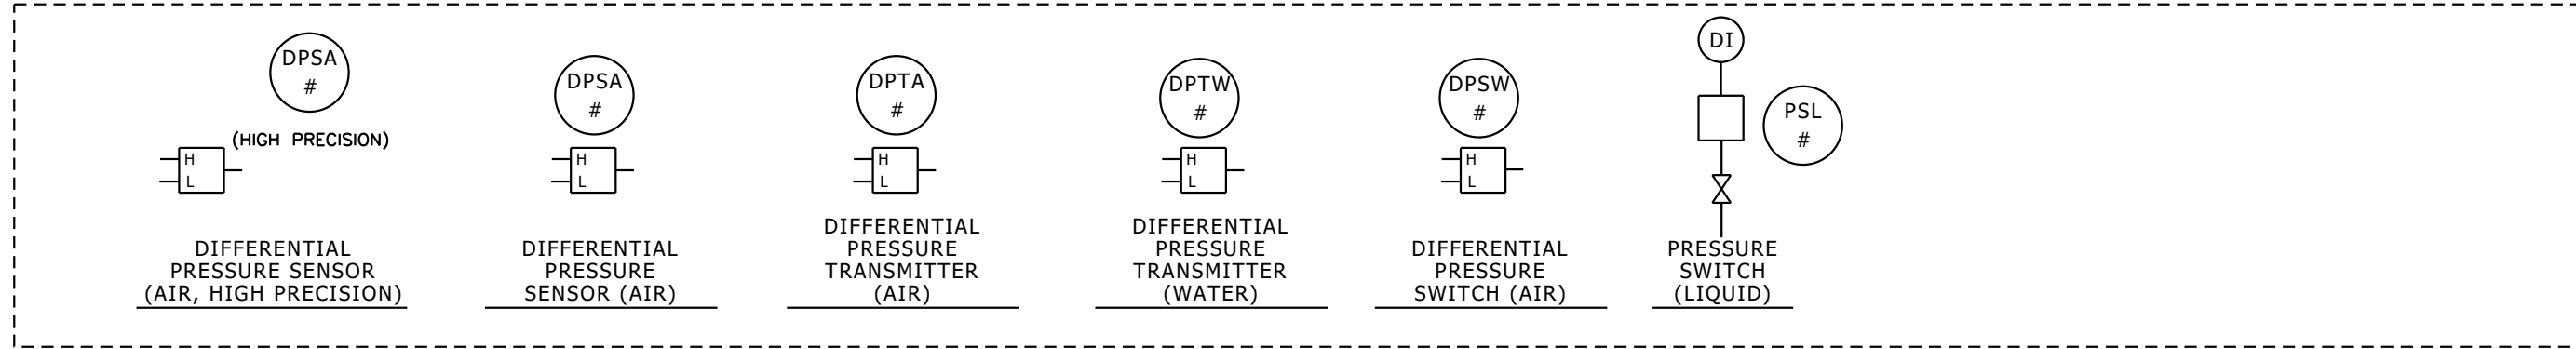 DPSA
#
(HIGH PRECISION)
H
L
DIFFERENTIAL
PRESSURE SENSOR
(AIR, HIGH PRECISION)
DPSA
#
H
L
DIFFERENTIAL
PRESSURE
SENSOR (AIR)
DPTA
#
H
L
DIFFERENTIAL
PRESSURE
TRANSMITTER
(AIR)
DPTW
#
H
L
DIFFERENTIAL
PRESSURE
TRANSMITTER
(WATER)
DPSW
#
H
L
DIFFERENTIAL
PRESSURE
SWITCH (AIR)
DI
PSL
#
PRESSURE
SWITCH
(LIQUID)